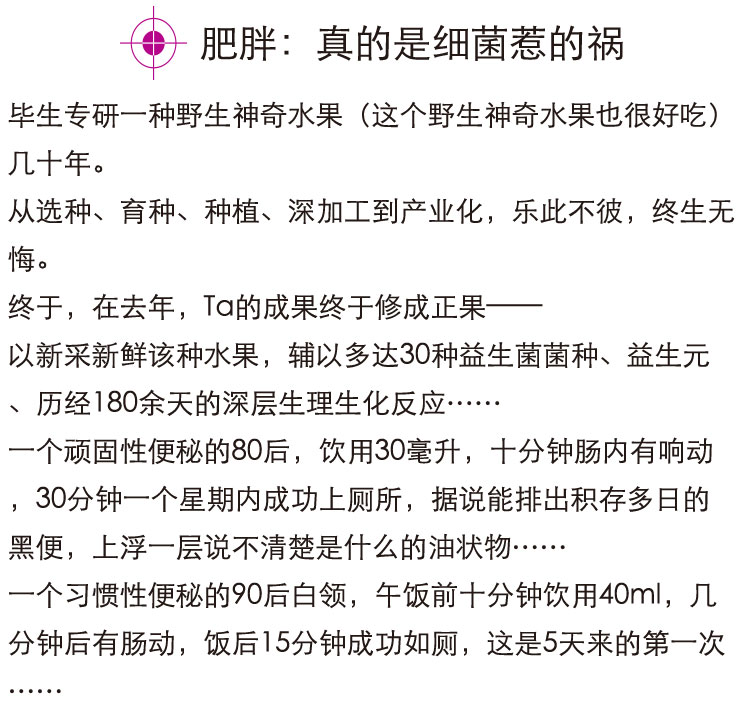 肥胖：真的是细菌惹的祸
毕生专研一种野生神奇水果（这个野生神奇水果也很好吃）
几十年。
从选种、育种、种植、深加工到产业化，乐此不彼，终生无
悔。
终于，在去年，Ta的成果终于修成正果——
以新采新鲜该种水果，辅以多达30种益生菌菌种、益生元
、历经180余天的深层生理生化反应……
一个顽固性便秘的80后，饮用30毫升，十分钟肠内有响动
，30分钟一个星期内成功上厕所，据说能排出积存多日的
黑便，上浮一层说不清楚是什么的油状物……
一个习惯性便秘的90后白领，午饭前十分钟饮用40ml，几
分钟后有肠动，饭后15分钟成功如厕，这是5天来的第一次
……